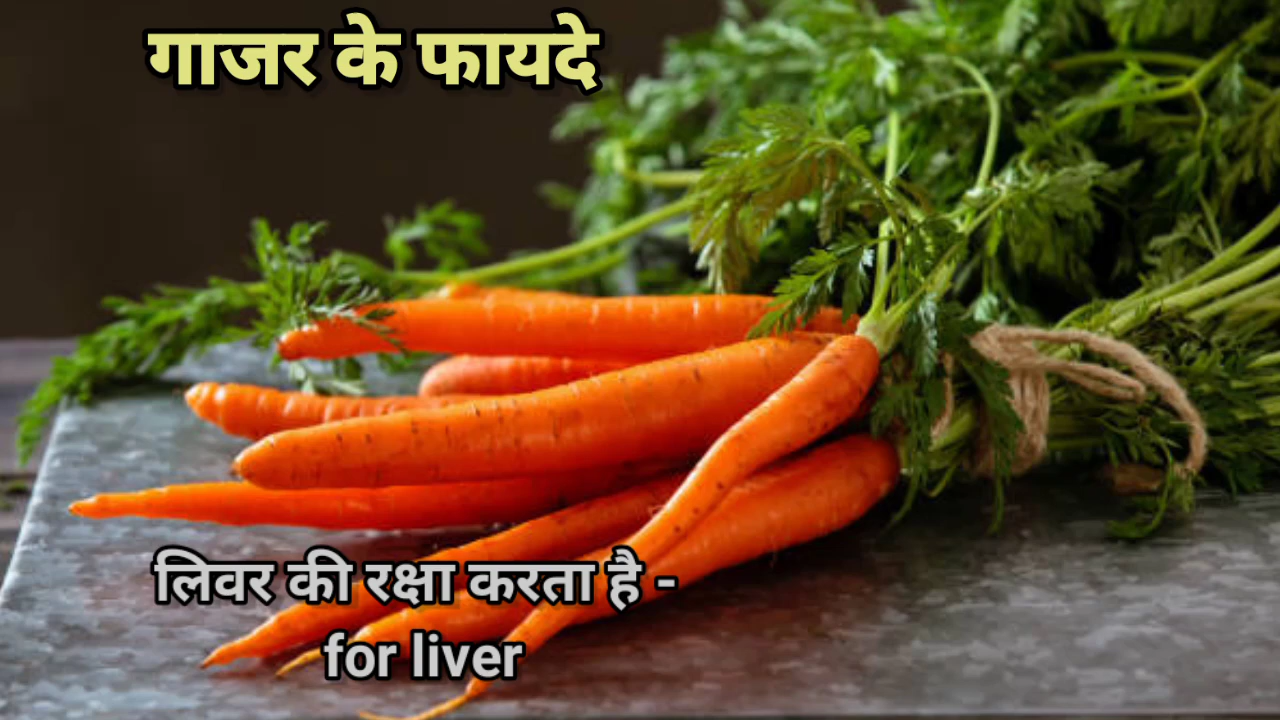 गाजर के फायदे
लिवर की रक्षा करता है -
for liver